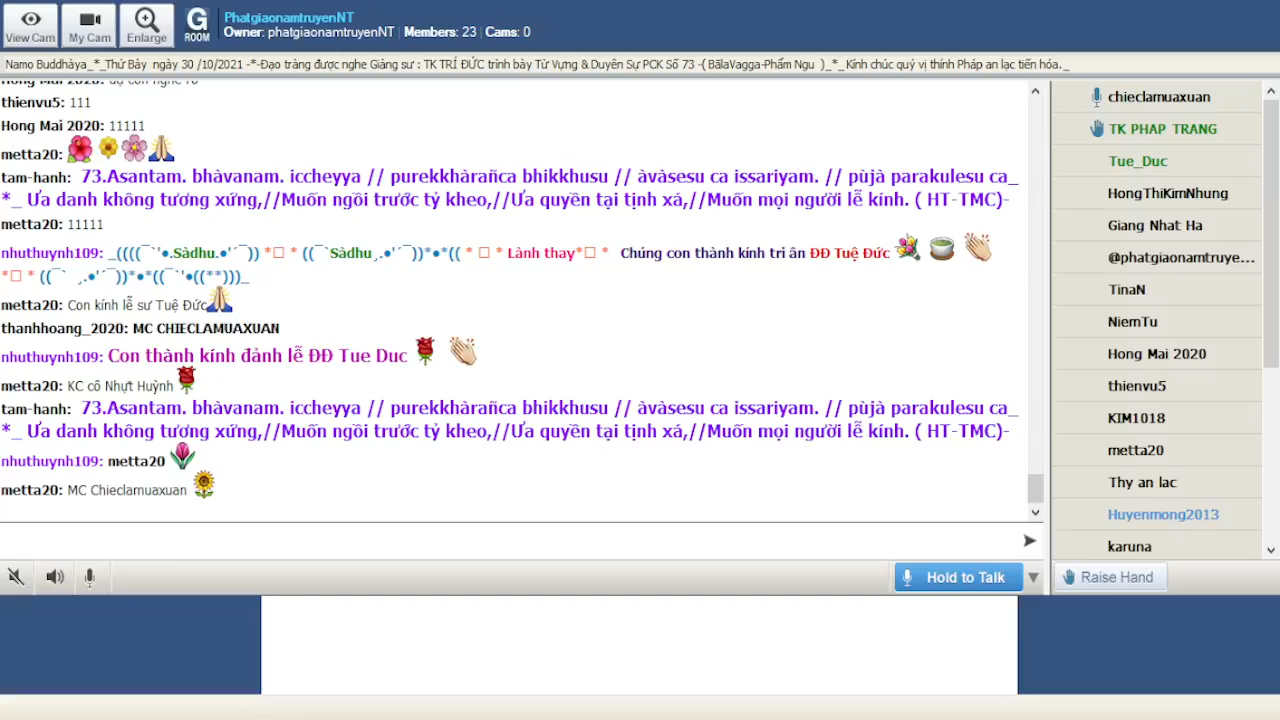 View Cam
My Cam
Enlarge
G
ROOM
PhatgiaonamtruyenNT
Owner: phatgiaonamtruyenNT | Members: 23 | Cams: 0
Namo Buddhàya_*_Thứ Bảy ngày 30 /10/2021 -*-Đạo tràng được nghe Giảng sư : TK TRÍ ĐỨC trình bày Từ Vựng & Duyên Sự PCK Số 73 -( BãlaVagga-Phẩm Ngu )_*_ Kính chúc quý vị thính Pháp an lạc tiến hóa._
thienvu5: 111
Hong Mai 2020: 11111
metta20:
tam-hanh: 73.Asantam. bhàvanam. iccheyya // purekkhàrañca bhikkhusu // àvàsesu ca issariyam. // pùjà parakulesu ca_
*_ Ưa danh không tương xứng,//Muốn ngồi trước tỷ kheo,//Ưa quyền tại tịnh xá,//Muốn mọi người lễ kính. ( HT-TMC)-
metta20: 11111
nhuthuynh109: _((((¯`'•.Sàdhu.•'´¯)) *☐ * ((¯`Sàdhu¸.•'´¯))*•*(( * ☐ * Lành thay*☐ * Chúng con thành kính tri ân ĐĐ Tuệ Đức
*☐ * ((¯` ¸.•'´¯))*•*((¯`'•((**)))_
metta20: Con kính lễ sư Tuệ Đức
thanhhoang_2020: MC CHIECLAMUAXUAN
nhuthuynh109: Con thành kính đảnh lễ ĐĐ Tue Duc
metta20: KC cô Nhựt Huỳnh
tam-hanh: 73.Asantam. bhàvanam. iccheyya // purekkhàrañca bhikkhusu // àvàsesu ca issariyam. // pùjà parakulesu ca_
*_ Ưa danh không tương xứng,//Muốn ngồi trước tỷ kheo,//Ưa quyền tại tịnh xá,//Muốn mọi người lễ kính. ( HT-TMC)-
nhuthuynh109: metta20
metta20: MC Chieclamuaxuan
Hold to Talk
chieclamuaxuan
TK PHAP TRANG
Tue_Duc
HongThiKimNhung
Giang Nhat Ha
@phatgiaonamtruye...
TinaN
NiemTu
Hong Mai 2020
thienvu5
KIM1018
metta20
Thy an lac
Huyenmong2013
karuna
Raise Hand